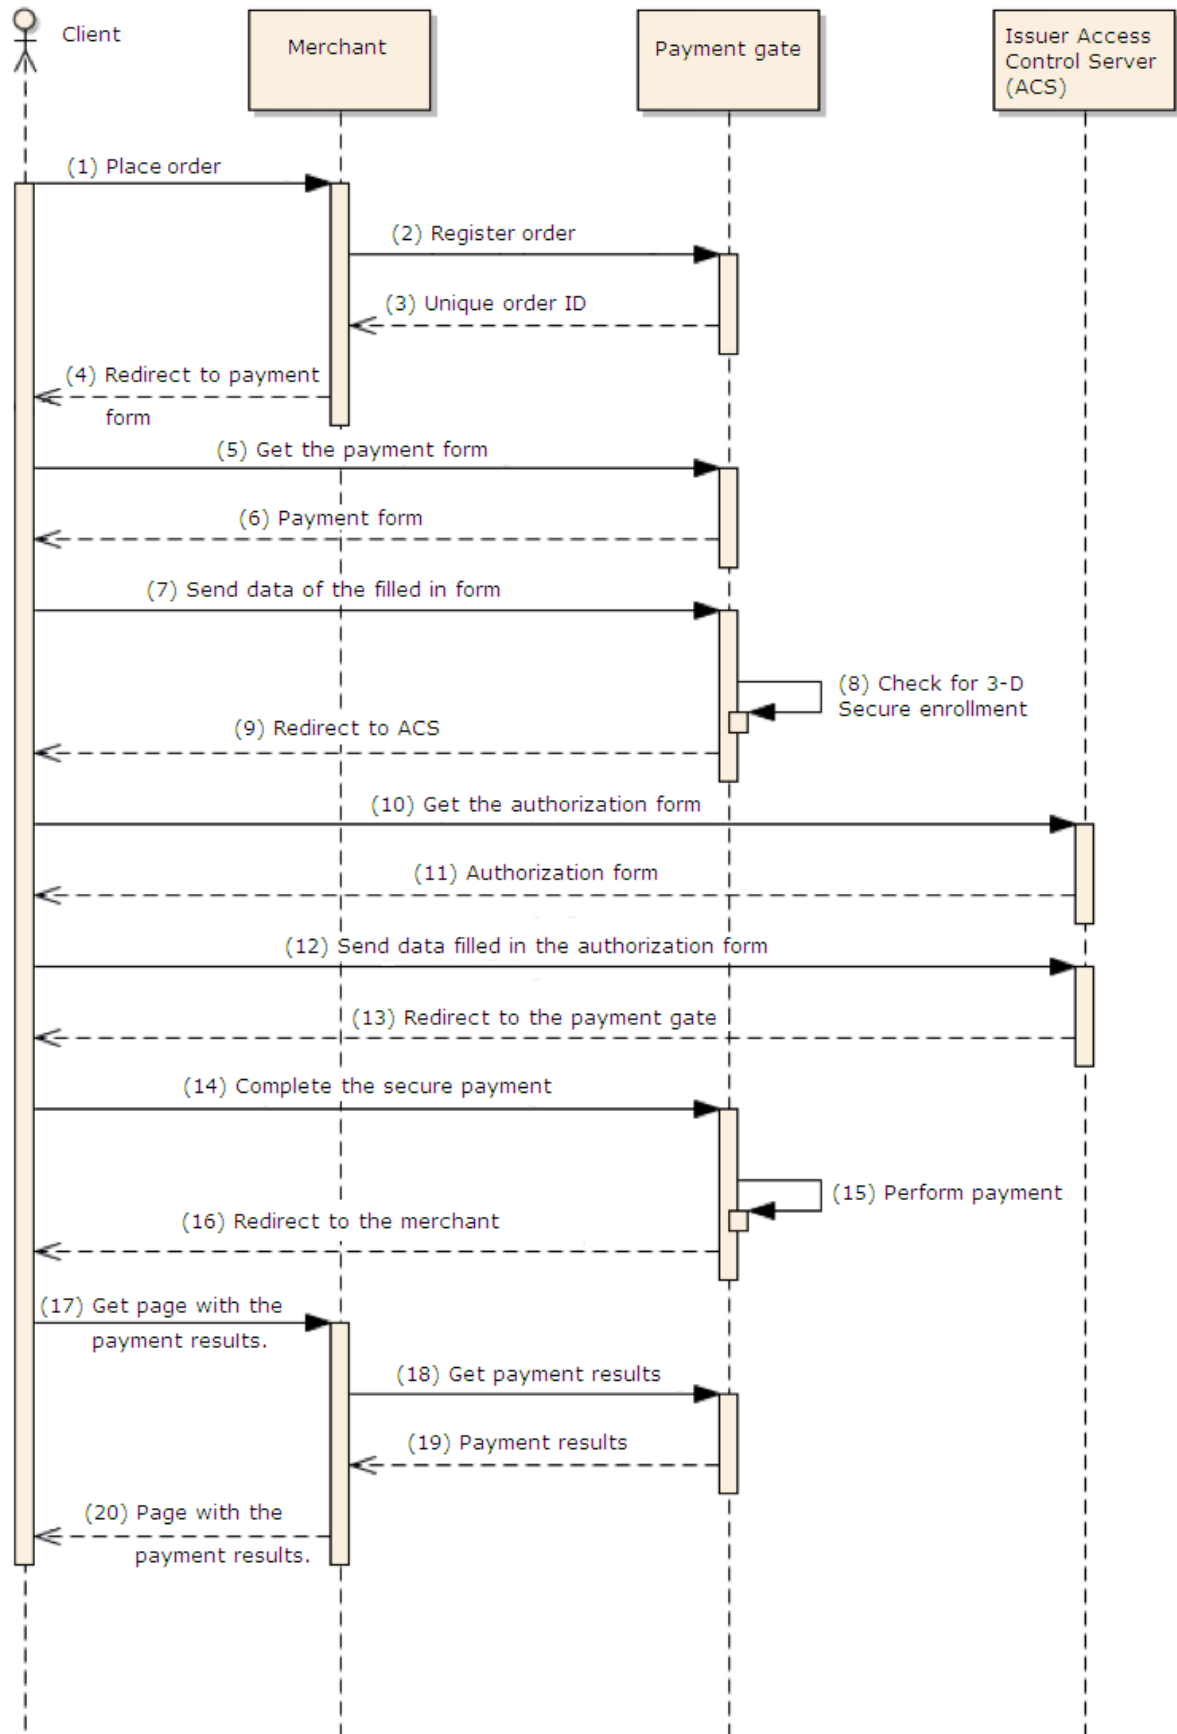 Client
Merchant
Payment gate
Issuer Access
Control Server
(ACS)
(1) Place order
(2) Register order
(3) Unique order ID
(4) Redirect to payment
form
(5) Get the payment form
(6) Payment form
(7) Send data of the filled in form
(8) Check for 3-D
Secure enrollment
(9) Redirect to ACS
(10) Get the authorization form
(11) Authorization form
(12) Send data filled in the authorization form
(13) Redirect to the payment gate
(14) Complete the secure payment
(15) Perform payment
(16) Redirect to the merchant
(17) Get page with the
payment results.
(18) Get payment results
(19) Payment results
(20) Page with the
payment results.